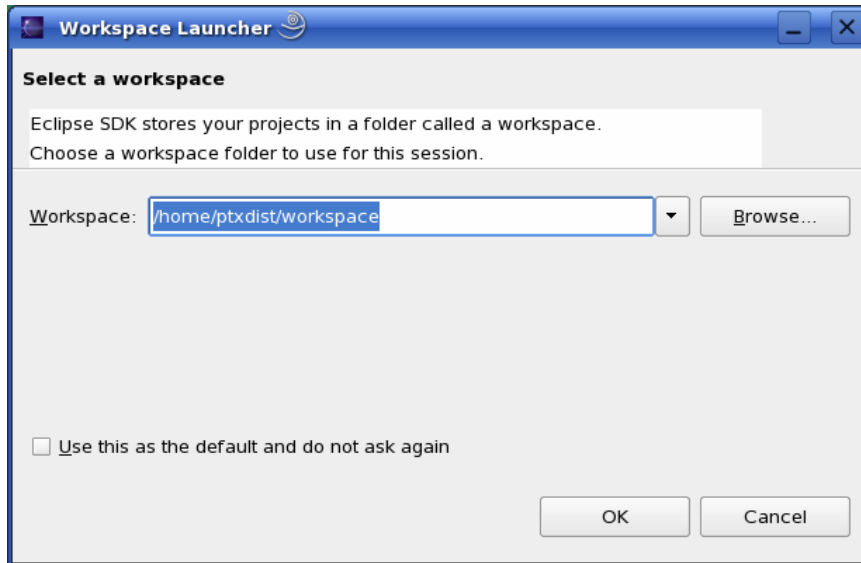 Workspace Launcher
Select a workspace
Eclipse SDK stores your projects in a folder called a workspace.
Choose a workspace folder to use for this session.
Workspace: /home/ptxdist/workspace Browse...
Use this as the default and do not ask again
OK Cancel